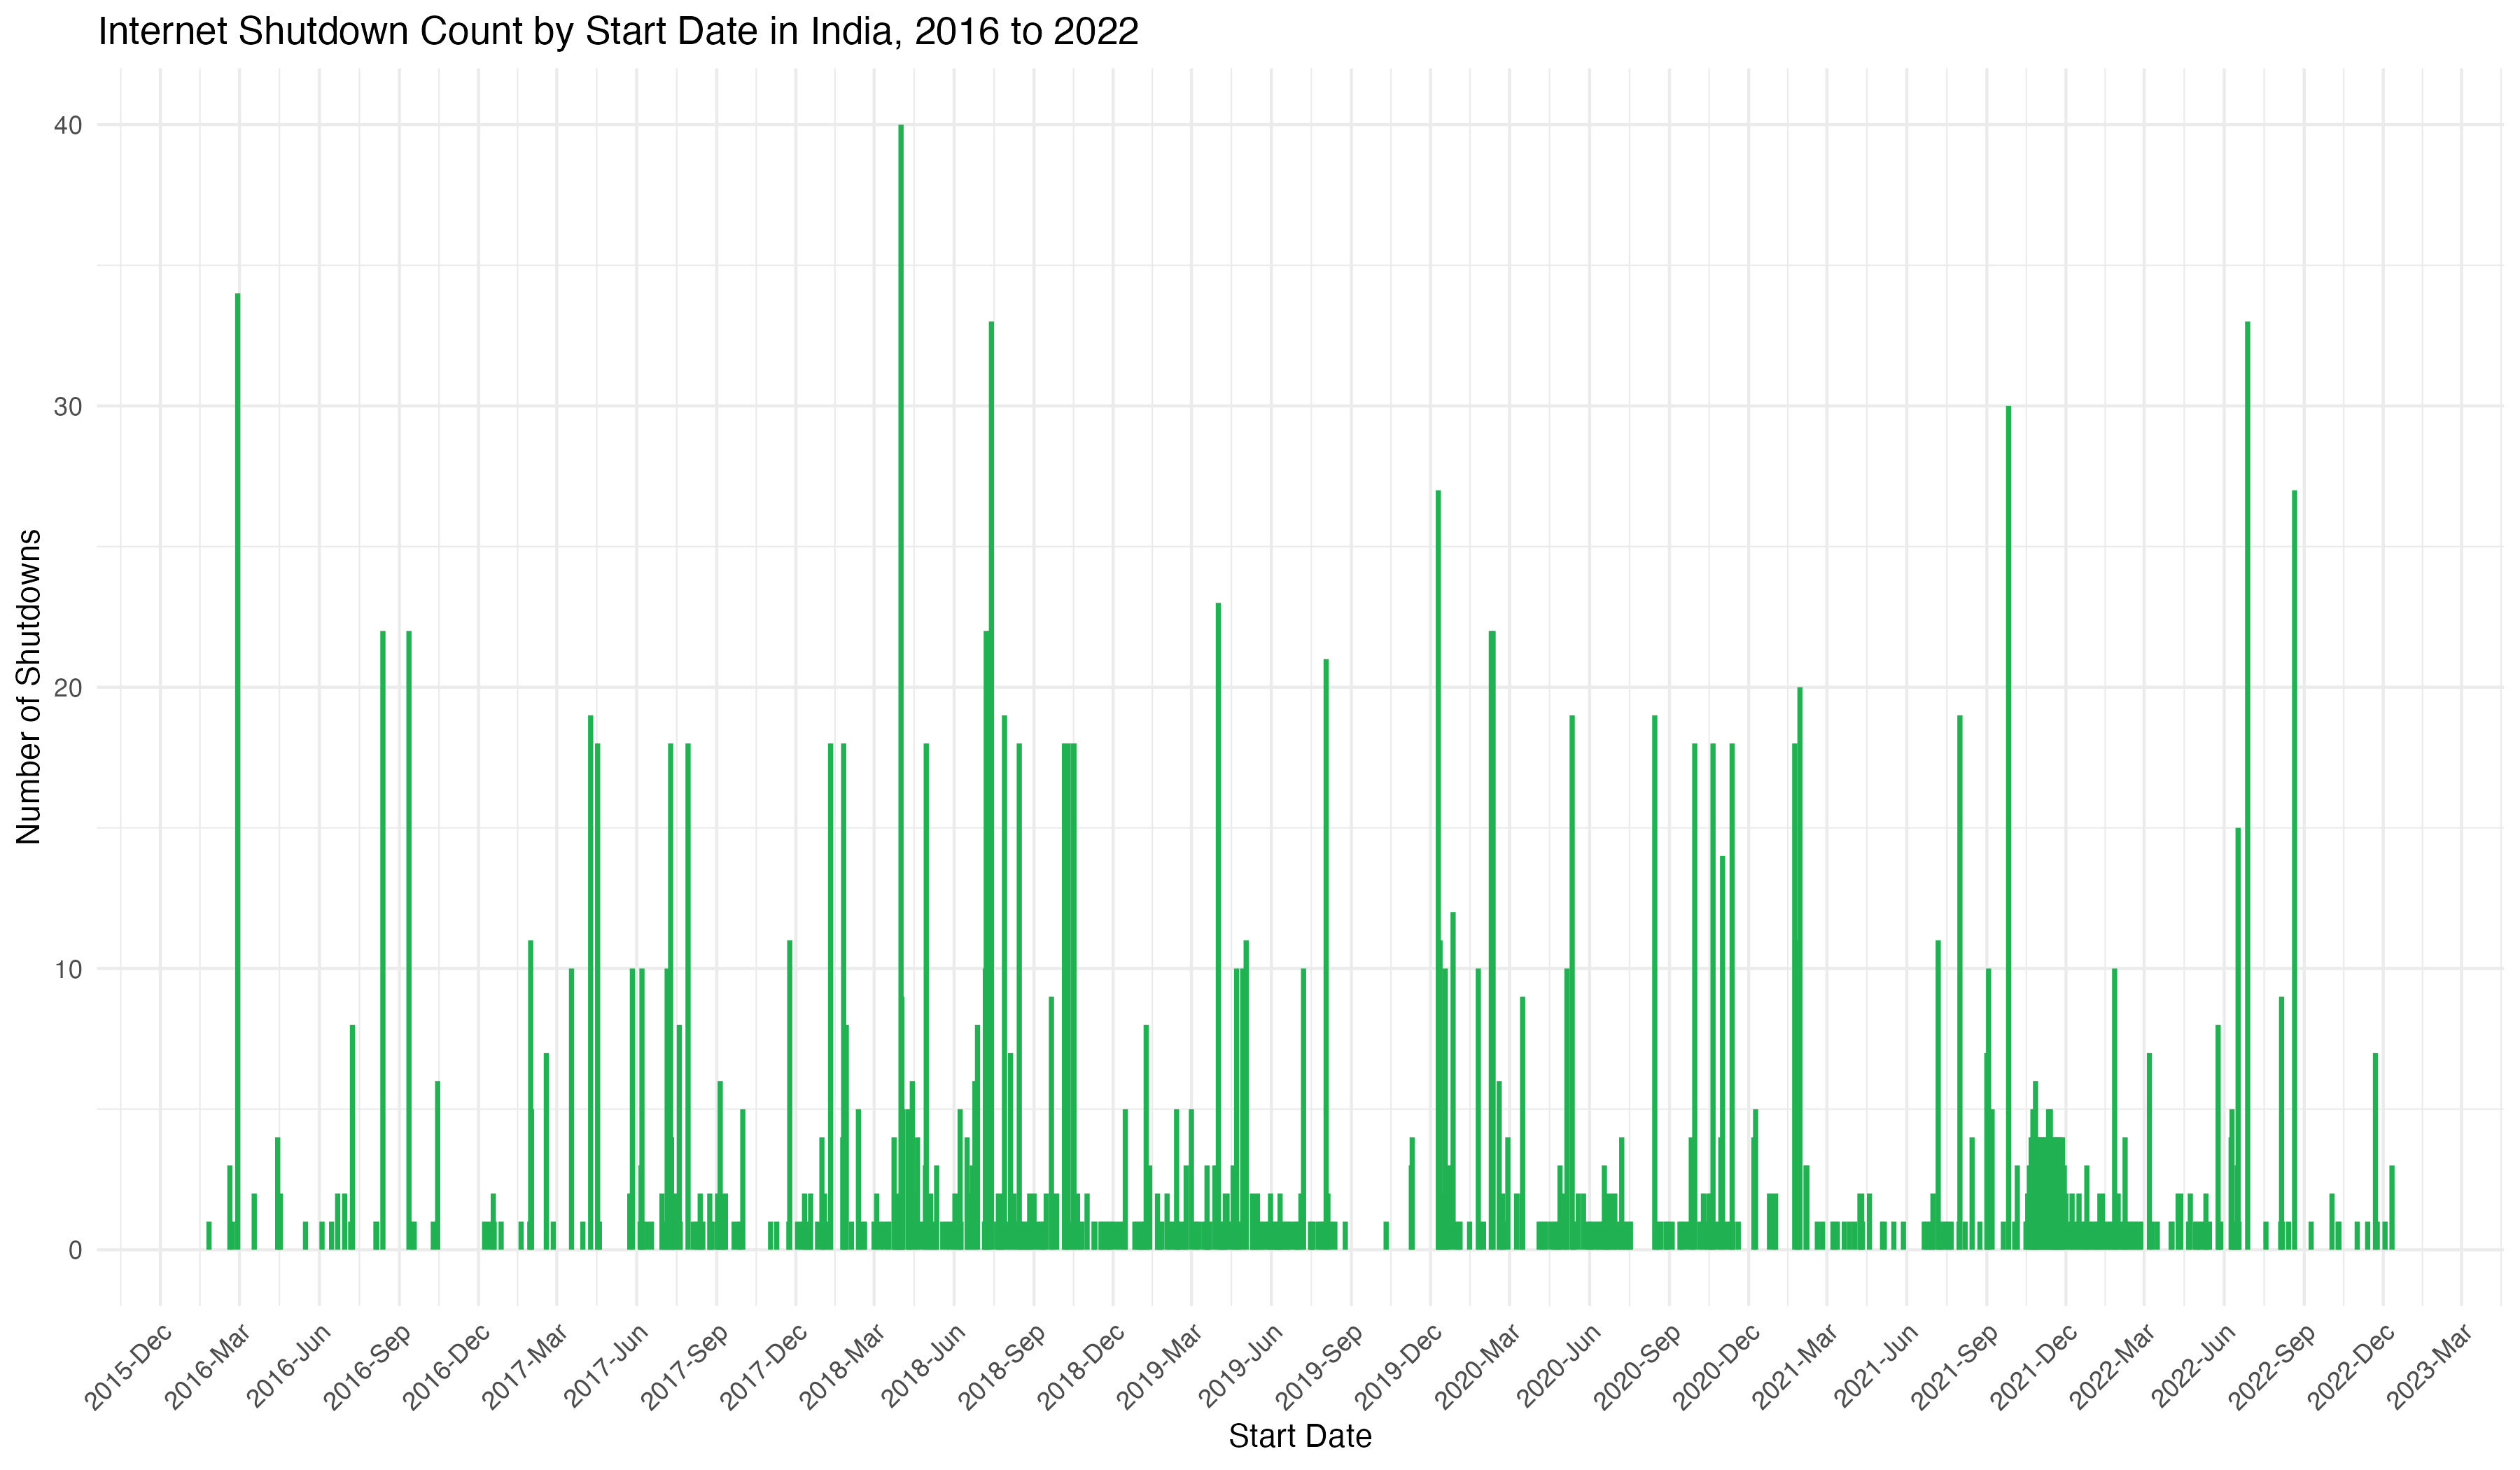 Internet Shutdown Count by Start Date in India, 2016 to 2022
Number of Shutdowns
40
30
20
10
0
2015-Dec
2016-Mar
2016-Jun
2016-Sep
2016-Dec
2017-Mar
2017-Jun
2017-Sep
2017-Dec
2018-Mar
2018-Jun
2018-Sep
2018-Dec
2019-Mar
2019-Jun
2019-Sep
2019-Dec
2020-Mar
2020-Jun
2020-Sep
2020-Dec
2021-Mar
2021-Jun
2021-Sep
2021-Dec
2022-Mar
2022-Jun
2022-Sep
2022-Dec
2023-Mar
Start Date